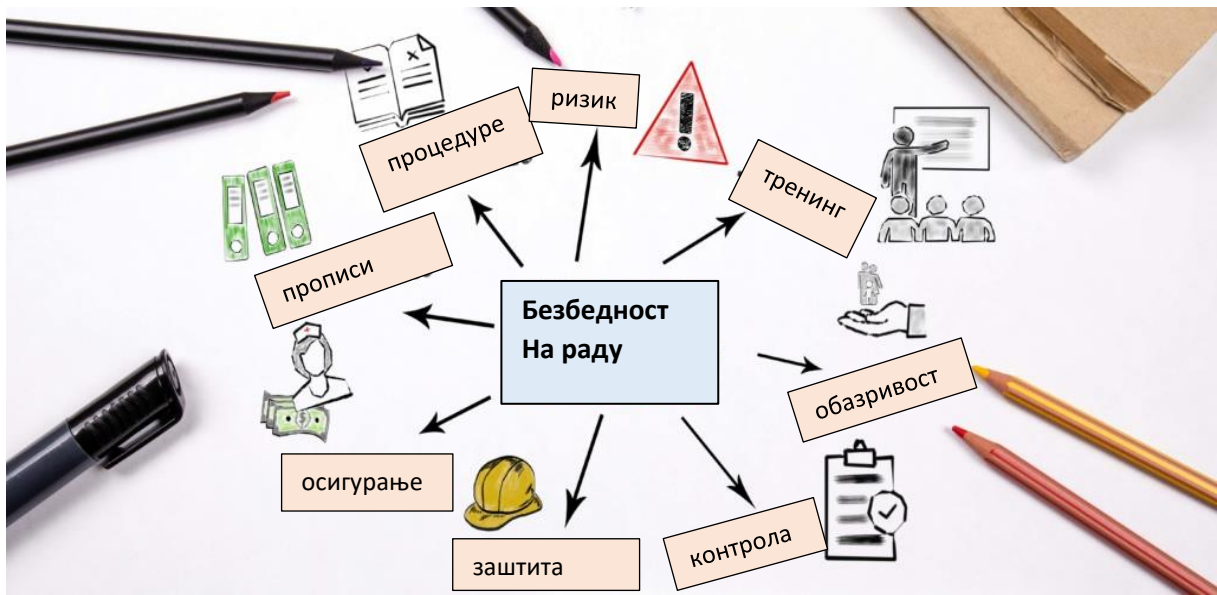 ризик
процедуре
тренинг
прописи
Безбедност
На раду
обазривост
осигурање
контрола
заштита